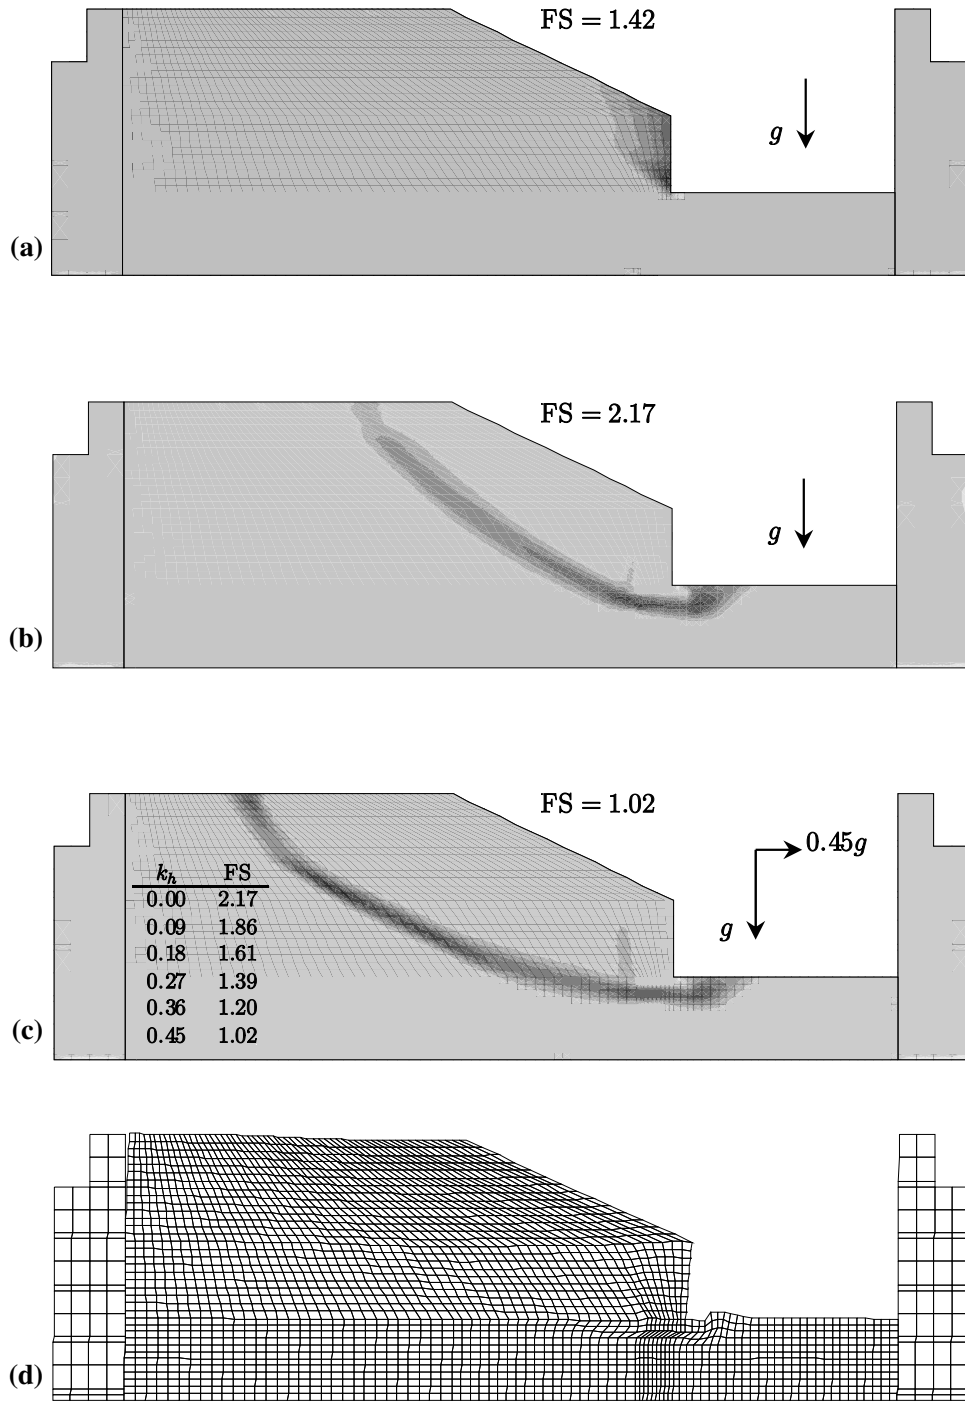 FS = 1.42
g
(a)
FS = 2.17
g
(b)
FS = 1.02
0.45g
g
k_h FS
0.00 2.17
0.09 1.86
0.18 1.61
0.27 1.39
0.36 1.20
0.45 1.02
(c)
(d)